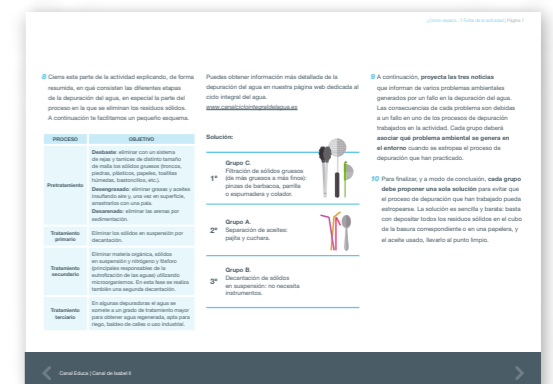 ¿Cómo vamos...? Ficha de la actividad | Página 7
8 Cierra esta parte de la actividad explicando, de forma
resumida, en qué consisten las diferentes etapas
de la depuración del agua, en especial la parte del
proceso en la que se eliminan los residuos sólidos.
A continuación te facilitamos un pequeño esquema.
PROCESO OBJETIVO
Pretratamiento
Desbaste: eliminar con un sistema
de rejas y tamices de distinto tamaño
de malla los sólidos gruesos (troncos,
piedras, plásticos, papeles, toallitas
húmedas, bastoncillos, etc.).
Desengrasado: eliminar grasas y aceites
insuflando aire y, una vez en superficie,
arrastrarlos con una pala.
Desarenado: eliminar las arenas por
sedimentación.
Tratamiento
primario
Eliminar los sólidos en suspensión por
decantación.
Tratamiento
secundario
Eliminar materia orgánica, sólidos
en suspensión y nitrógeno y fósforo
(principales responsables de la
eutrofización de las aguas) utilizando
microorganismos. En esta fase se realiza
también una segunda decantación.
Tratamiento
terciario
En algunas depuradoras el agua se
somete a un grado de tratamiento mayor
para obtener agua regenerada, apta para
riego, baldeo de calles o uso industrial.
Puedes obtener información más detallada de la
depuración del agua en nuestra página web dedicada al
ciclo integral del agua.
www.canalciclointegraldelagua.es
Solución:
1º
Grupo C.
Filtración de sólidos gruesos
(de más gruesos a más finos):
pinzas de barbacoa, parrilla
o espumadera y colador.
2º
Grupo A.
Separación de aceites:
pajita y cuchara.
3º
Grupo B.
Decantación de sólidos
en suspensión: no necesita
instrumentos.
9 A continuación, proyecta las tres noticias
que informan de varios problemas ambientales
generados por un fallo en la depuración del agua.
Las consecuencias de cada problema son debidas
a un fallo en uno de los procesos de depuración
trabajados en la actividad. Cada grupo deberá
asociar qué problema ambiental se genera en
el entorno cuando se estropea el proceso de
depuración que han practicado.
10 Para finalizar, y a modo de conclusión, cada grupo
debe proponer una sola solución para evitar que
el proceso de depuración que han trabajado pueda
estropearse. La solución es sencilla y barata: basta
con depositar todos los residuos sólidos en el cubo
de la basura correspondiente o en una papelera, y
el aceite usado, llevarlo al punto limpio.
Canal Educa | Canal de Isabel II